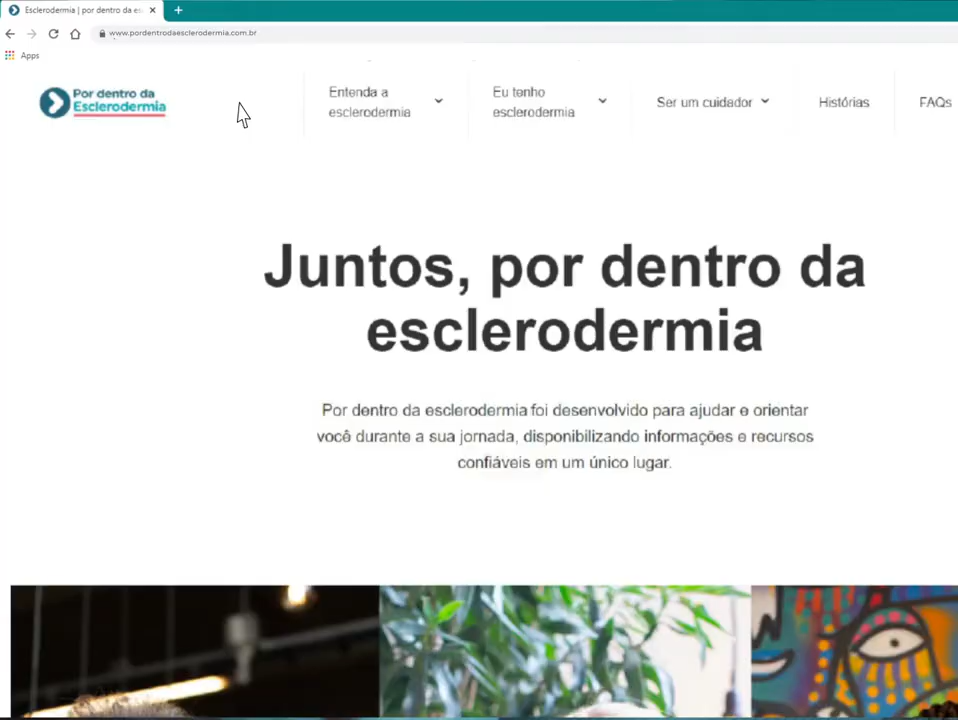 Esclerodermia | por dentro da es
www.pordentrodaesclerodermia.com.br
Apps
Por dentro da
Esclerodermia
Entenda a
esclerodermia
Eu tenho
esclerodermia
Ser um cuidador
Histórias
FAQs
Juntos, por dentro da
esclerodermia
Por dentro da esclerodermia foi desenvolvido para ajudar e orientar
você durante a sua jornada, disponibilizando informações e recursos
confiáveis em um único lugar.